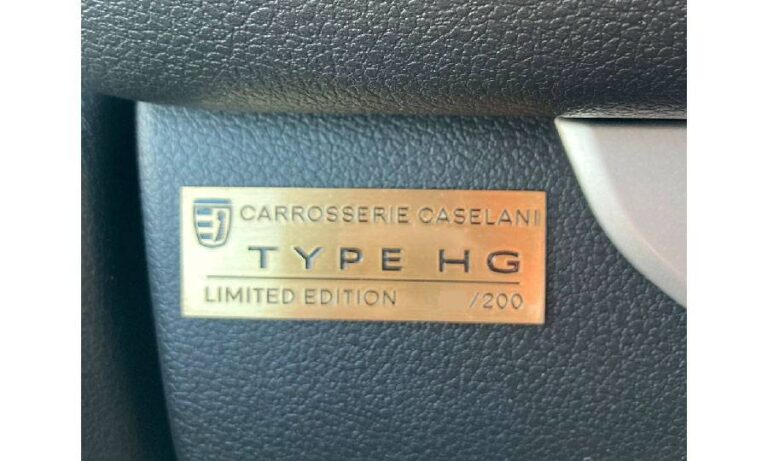 CARROSSERIE CASELANI
TYPE HG
LIMITED EDITION /200